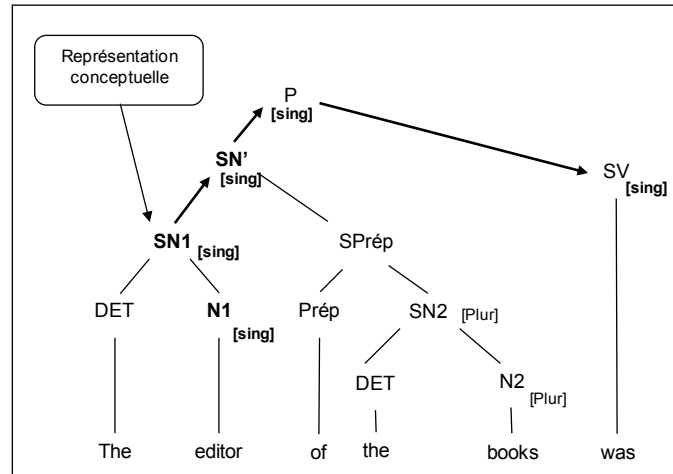 Représentation
conceptuelle
P
[sing]
SN’
[sing]
SV
[sing]
SN1 [sing]
SPrép
DET
N1
[sing]
Prép
SN2 [Plur]
DET
N2
[Plur]
The editor of the books was